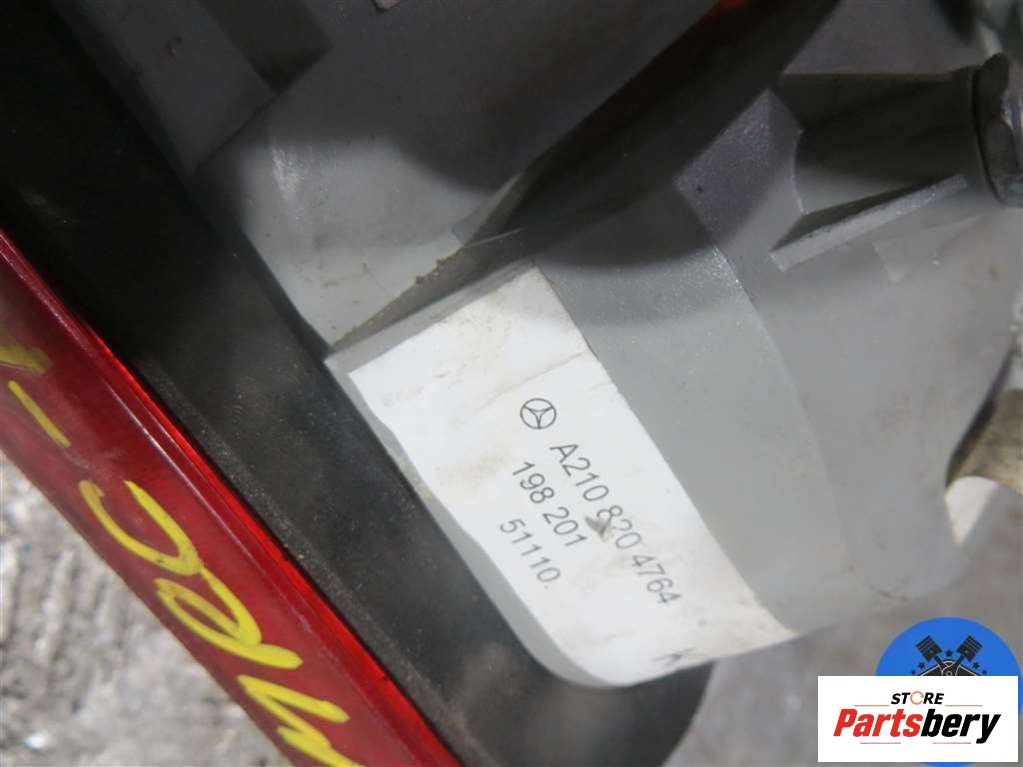 A210 820 4764
198 201
51110.
K
STORE
Partsbery